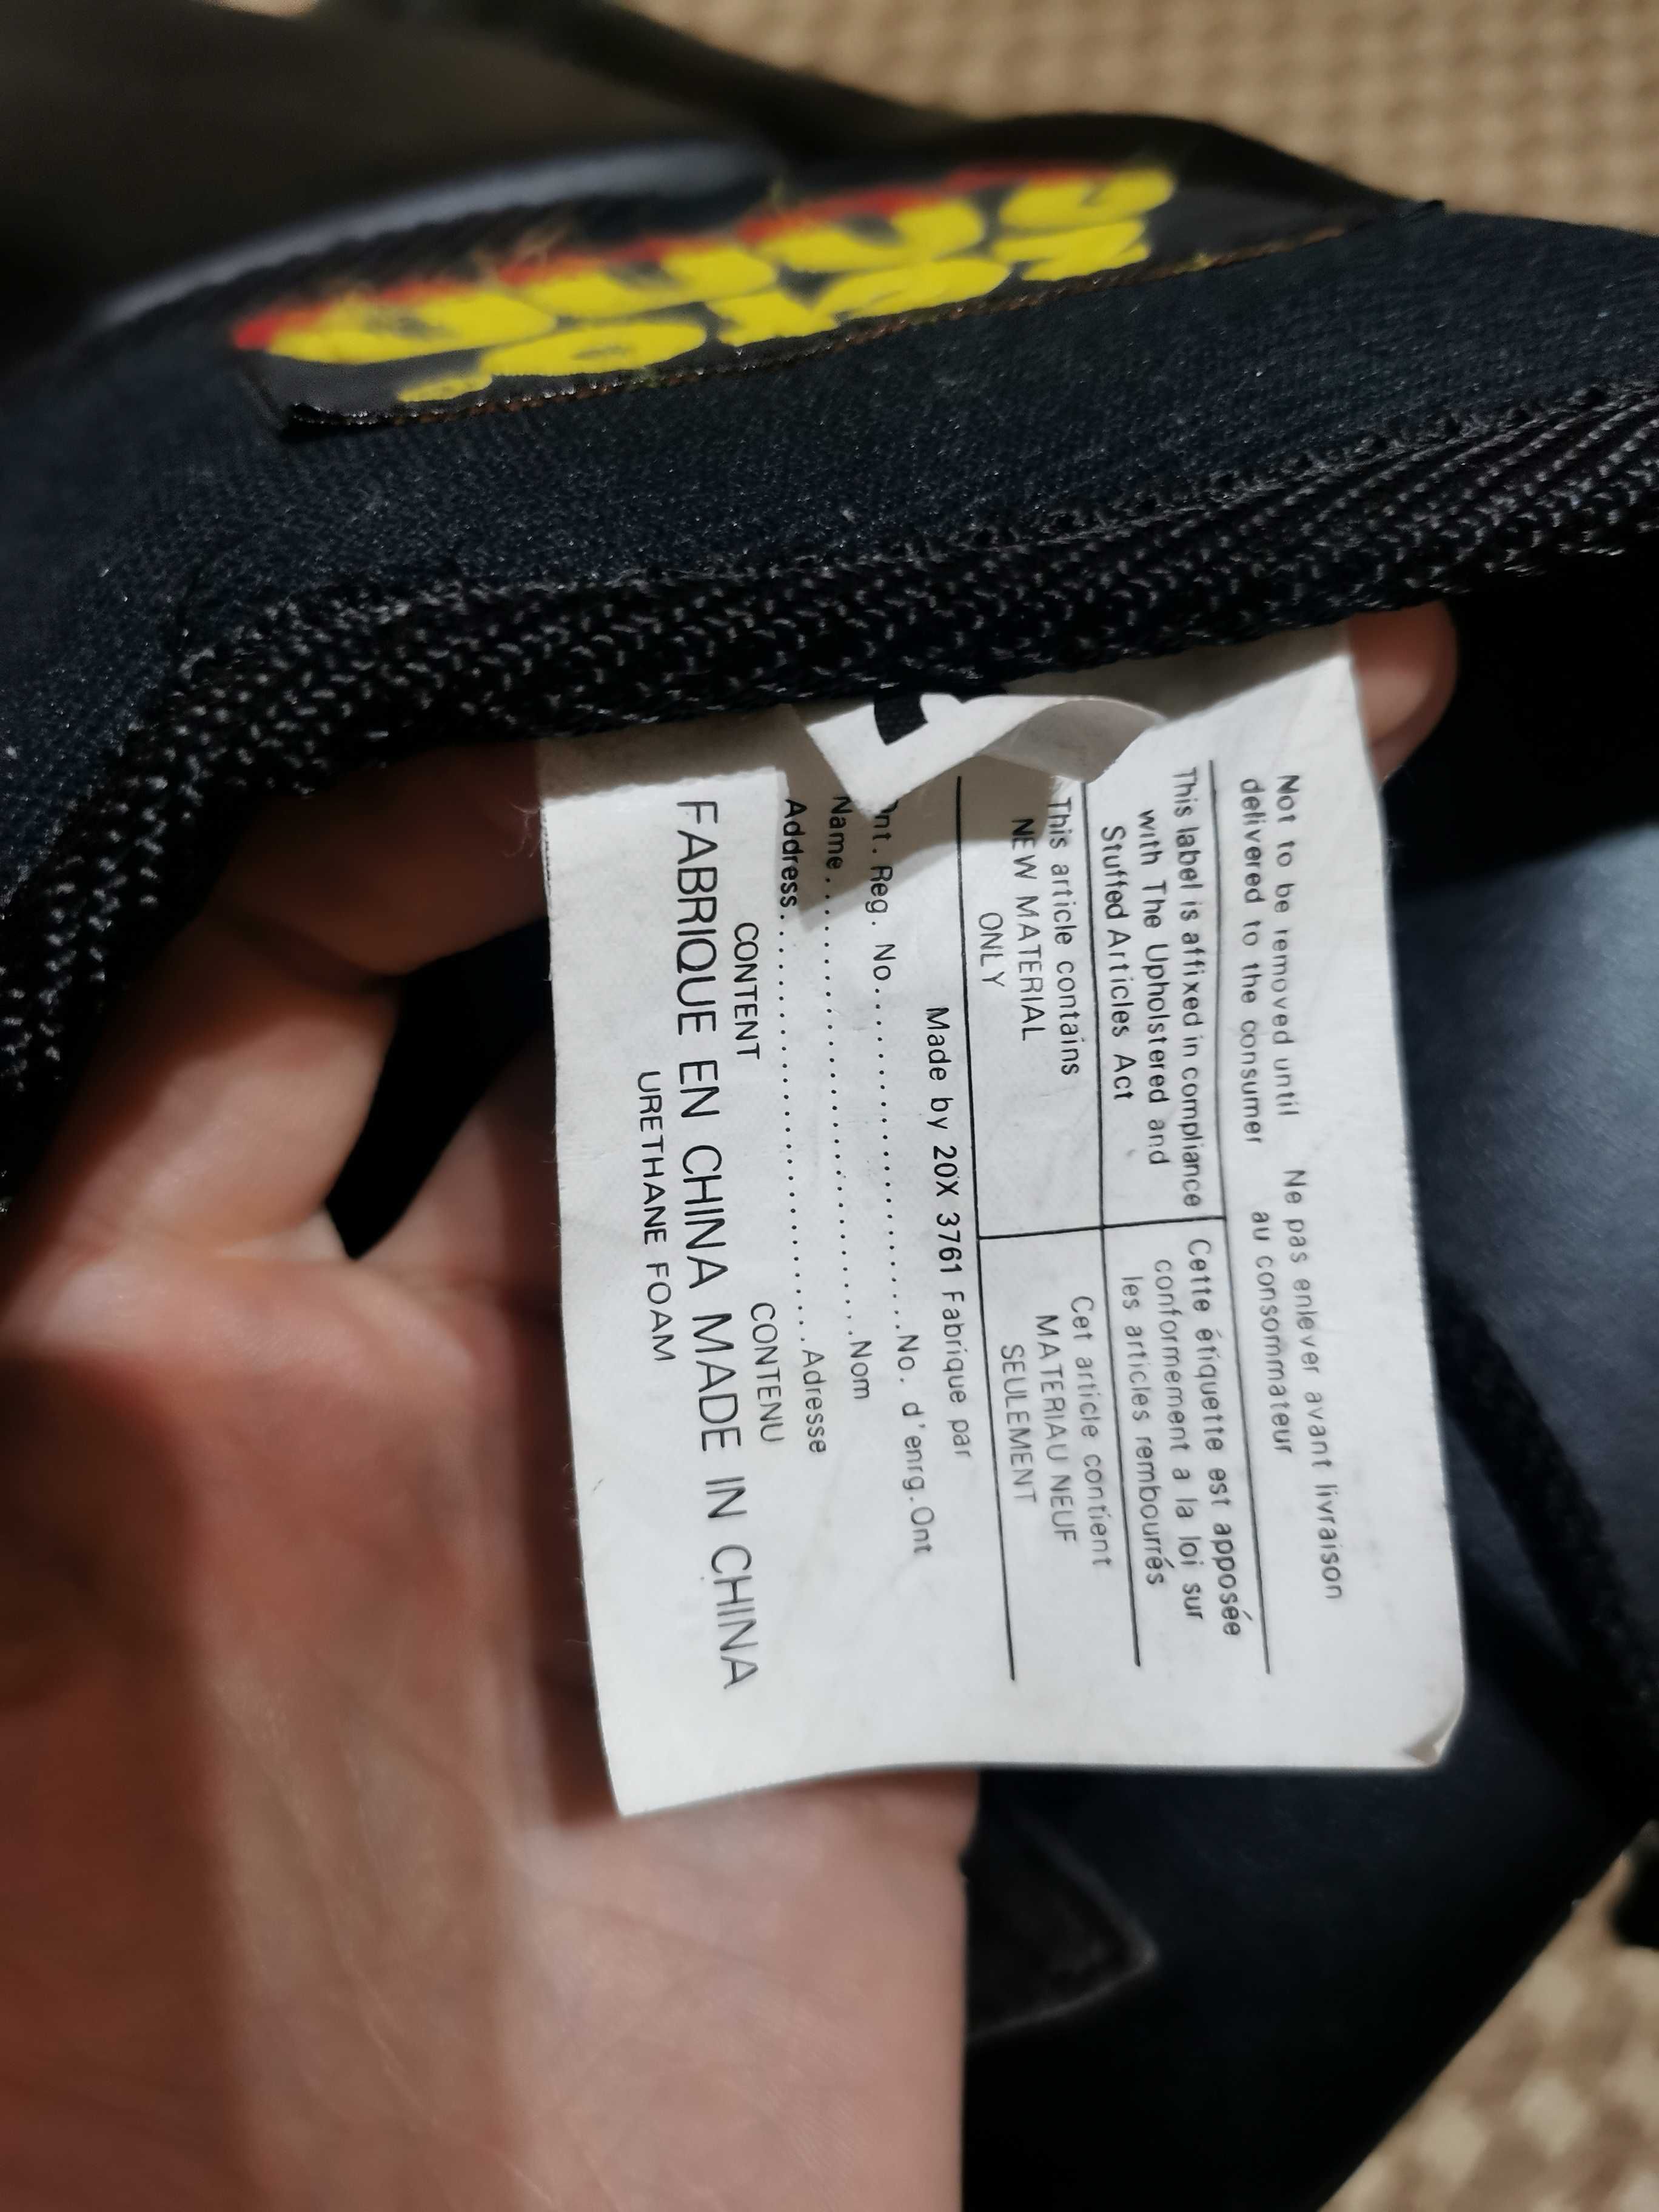 Not to be removed until
delivered to the consumer
Ne pas enlever avant livraison
au consommateur
This label is affixed in compliance
with The Upholstered and
Stuffed Articles Act
Cette étiquette est apposée
conformement a la loi sur
les articles rembourrés
This article contains
NEW MATERIAL
ONLY
Cet article contient
MATERIAU NEUF
SEULEMENT
Made by 20X 3761 Fabrique par
Ont. Reg. No....................No. d'enrg.Ont
Name.........................Nom
Address.........................Adresse
CONTENT CONTENU
FABRIQUE EN CHINA MADE IN CHINA
URETHANE FOAM